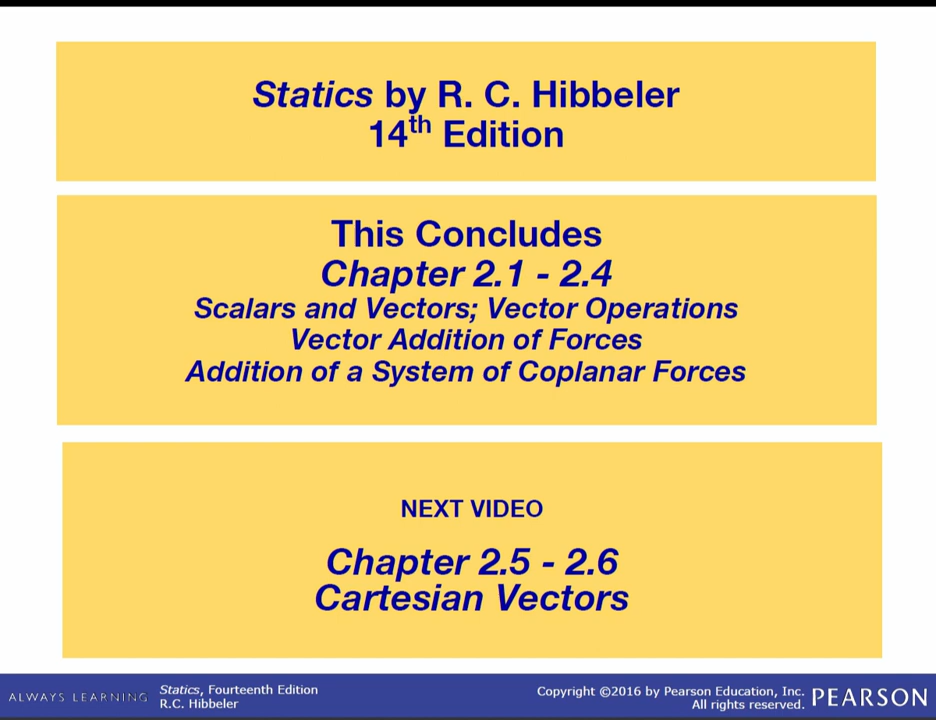 Statics by R. C. Hibbeler
14th Edition
This Concludes
Chapter 2.1 - 2.4
Scalars and Vectors; Vector Operations
Vector Addition of Forces
Addition of a System of Coplanar Forces
NEXT VIDEO
Chapter 2.5 - 2.6
Cartesian Vectors
ALWAYS LEARNING
Statics, Fourteenth Edition
R.C. Hibbeler
Copyright ©2016 by Pearson Education, Inc.
All rights reserved.
PEARSON